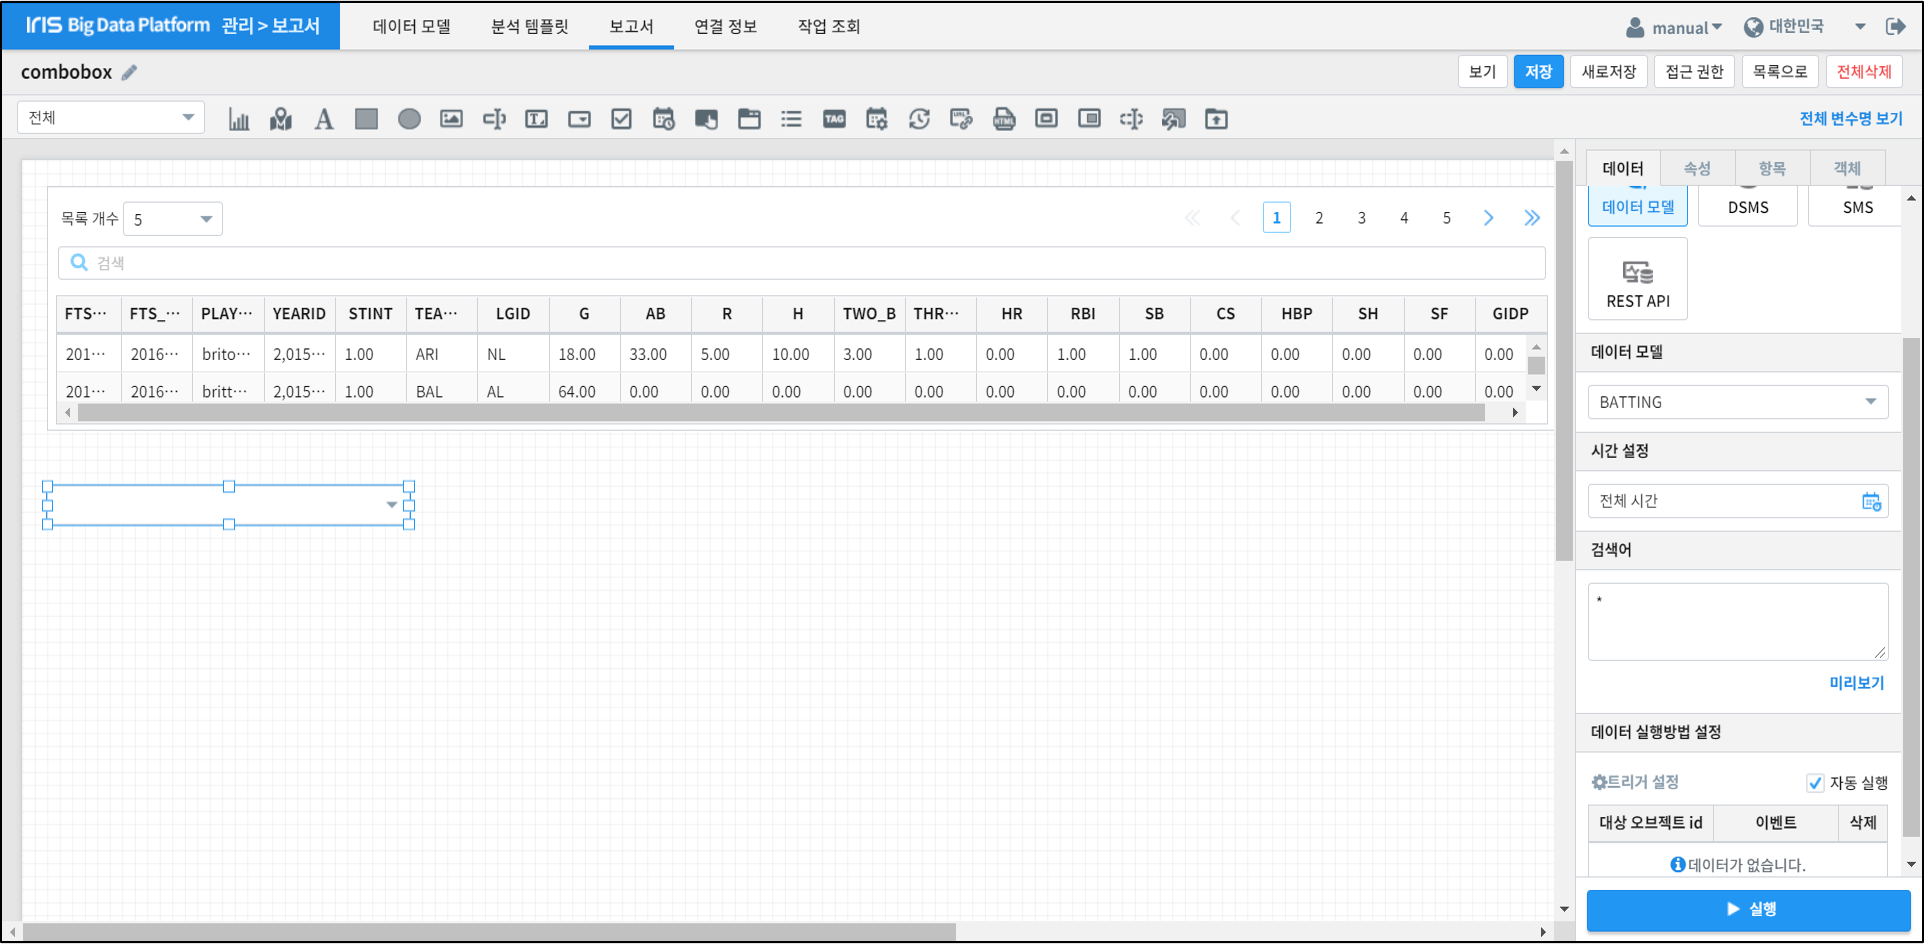 IRIS Big Data Platform 관리 > 보고서 데이터 모델 분석 템플릿 보고서 연결 정보 작업 조회 manual 대한민국
combobox 보기 저장 새로저장 접근 권한 목록으로 전체삭제
전체 A T TAG URL HTML 전체 변수명 보기
데이터 속성 항목 객체
데이터 모델 DSMS SMS
REST API
목록 개수 5 1 2 3 4 5
검색
FTS··· FTS_··· PLAY··· YEARID STINT TEA··· LGID G AB R H TWO_B THR··· HR RBI SB CS HBP SH SF GIDP
201··· 2016··· brito··· 2,015··· 1.00 ARI NL 18.00 33.00 5.00 10.00 3.00 1.00 0.00 1.00 1.00 0.00 0.00 0.00 0.00 0.00
201··· 2016··· britt··· 2,015··· 1.00 BAL AL 64.00 0.00 0.00 0.00 0.00 0.00 0.00 0.00 0.00 0.00 0.00 0.00 0.00 0.00
데이터 모델
BATTING
시간 설정
전체 시간
검색어
*
미리보기
데이터 실행방법 설정
트리거 설정 자동 실행
대상 오브젝트 id 이벤트 삭제
데이터가 없습니다.
실행